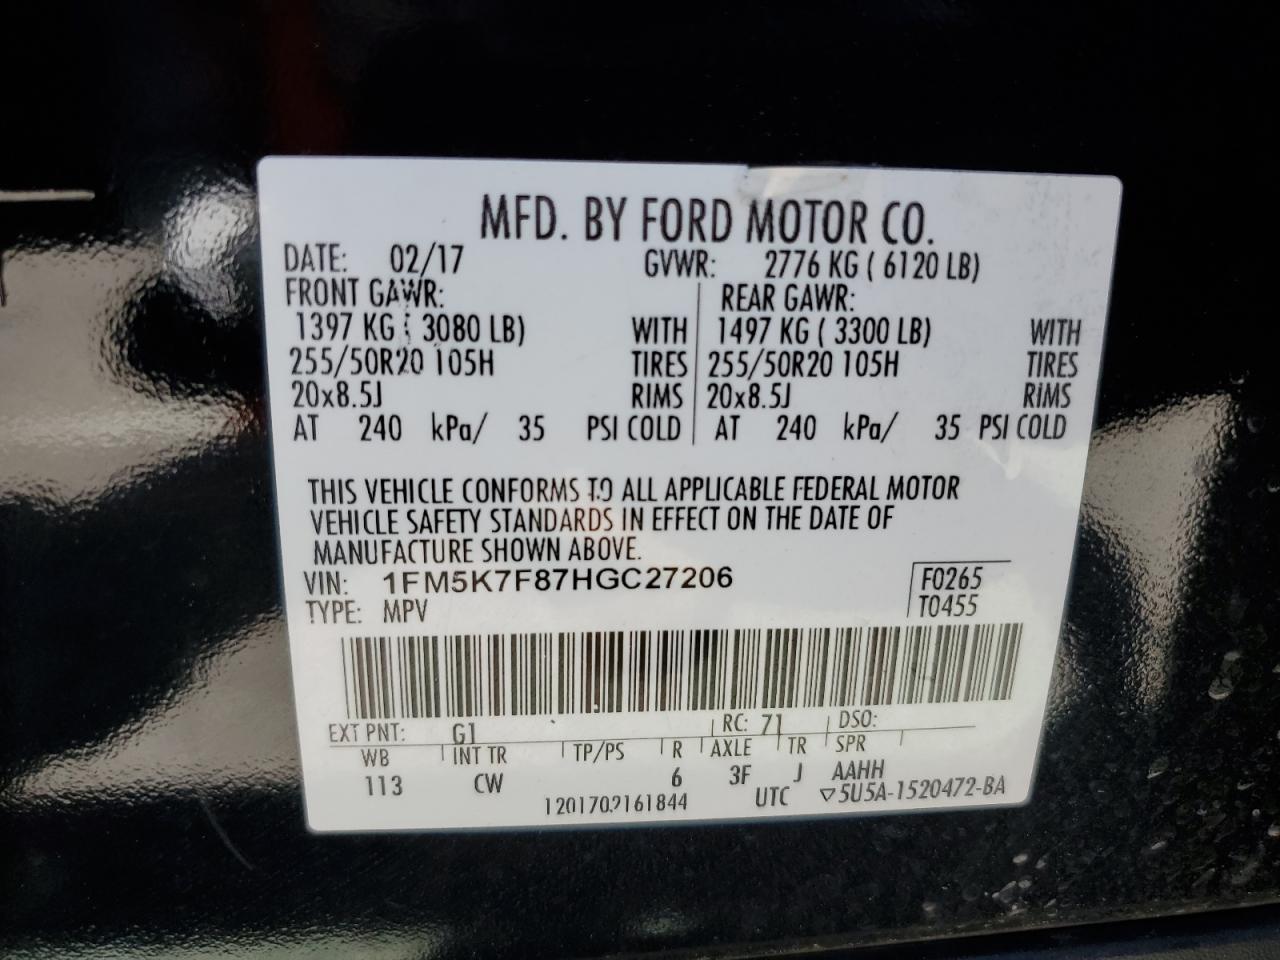 MFD. BY FORD MOTOR CO.
DATE: 02/17 GVWR: 2776 KG ( 6120 LB)
FRONT GAWR: REAR GAWR:
1397 KG ( 3080 LB) WITH 1497 KG ( 3300 LB) WITH
255/50R20 105H TIRES 255/50R20 105H TIRES
20x8.5J RIMS 20x8.5J RIMS
AT 240 kPa/ 35 PSI COLD AT 240 kPa/ 35 PSI COLD
THIS VEHICLE CONFORMS TO ALL APPLICABLE FEDERAL MOTOR
VEHICLE SAFETY STANDARDS IN EFFECT ON THE DATE OF
MANUFACTURE SHOWN ABOVE.
VIN: 1FM5K7F87HGC27206 F0265
TYPE: MPV T0455
EXT PNT: G1 RC: 71 DSO:
WB INT TR TP/PS R AXLE TR SPR
113 CW 6 3F J AAHH
1201702161844 UTC ▽5U5A-1520472-BA